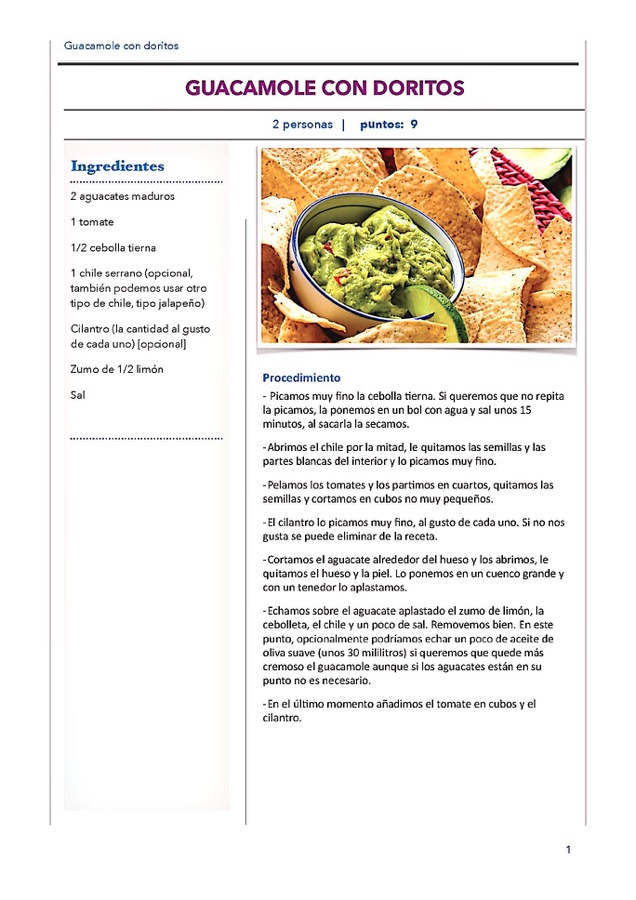 Guacamole con doritos
GUACAMOLE CON DORITOS
2 personas | puntos: 9
Ingredientes
2 aguacates maduros
1 tomate
1/2 cebolla tierna
1 chile serrano (opcional,
también podemos usar otro
tipo de chile, tipo jalapeño)
Cilantro (la cantidad al gusto
de cada uno) [opcional]
Zumo de 1/2 limón
Sal
Procedimiento
- Picamos muy fino la cebolla tierna. Si queremos que no repita
la picamos, la ponemos en un bol con agua y sal unos 15
minutos, al sacarla la secamos.
-Abrimos el chile por la mitad, le quitamos las semillas y las
partes blancas del interior y lo picamos muy fino.
-Pelamos los tomates y los partimos en cuartos, quitamos las
semillas y cortamos en cubos no muy pequeños.
-El cilantro lo picamos muy fino, al gusto de cada uno. Si no nos
gusta se puede eliminar de la receta.
-Cortamos el aguacate alrededor del hueso y los abrimos, le
quitamos el hueso y la piel. Lo ponemos en un cuenco grande y
con un tenedor lo aplastamos.
-Echamos sobre el aguacate aplastado el zumo de limón, la
cebolleta, el chile y un poco de sal. Removemos bien. En este
punto, opcionalmente podríamos echar un poco de aceite de
oliva suave (unos 30 mililitros) si queremos que quede más
cremoso el guacamole aunque si los aguacates están en su
punto no es necesario.
-En el último momento añadimos el tomate en cubos y el
cilantro.
1